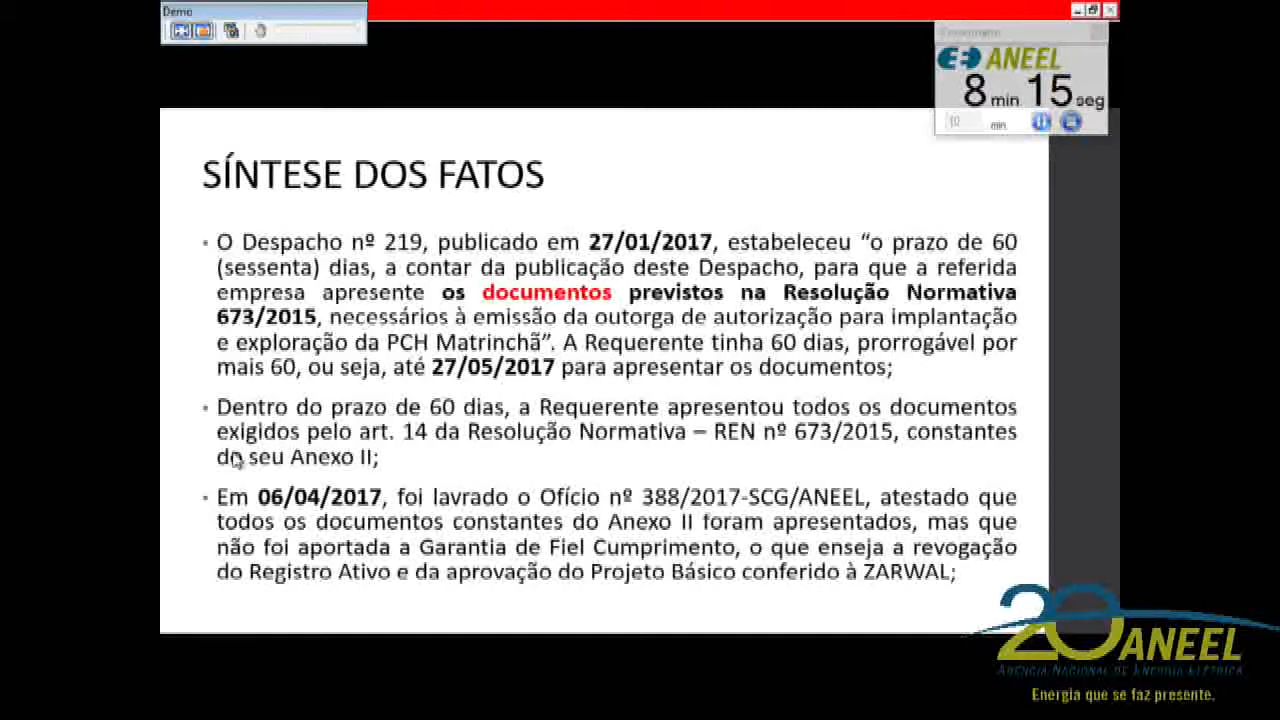 Demo
ANEEL
8 min 15 seg
10 min
SÍNTESE DOS FATOS
• O Despacho nº 219, publicado em 27/01/2017, estabeleceu “o prazo de 60
(sessenta) dias, a contar da publicação deste Despacho, para que a referida
empresa apresente os documentos previstos na Resolução Normativa
673/2015, necessários à emissão da outorga de autorização para implantação
e exploração da PCH Matrinchã”. A Requerente tinha 60 dias, prorrogável por
mais 60, ou seja, até 27/05/2017 para apresentar os documentos;
• Dentro do prazo de 60 dias, a Requerente apresentou todos os documentos
exigidos pelo art. 14 da Resolução Normativa – REN nº 673/2015, constantes
do seu Anexo II;
• Em 06/04/2017, foi lavrado o Ofício nº 388/2017-SCG/ANEEL, atestado que
todos os documentos constantes do Anexo II foram apresentados, mas que
não foi aportada a Garantia de Fiel Cumprimento, o que enseja a revogação
do Registro Ativo e da aprovação do Projeto Básico conferido à ZARWAL;
20 ANEEL
AGÊNCIA NACIONAL DE ENERGIA ELÉTRICA
Energia que se faz presente.